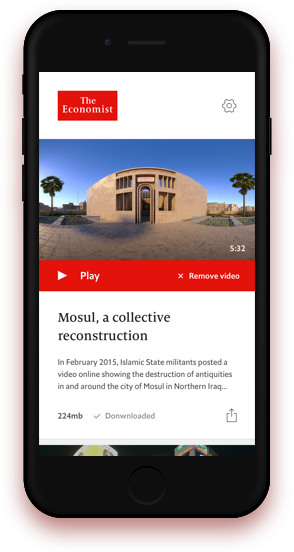 The
Economist
5:32
Play
Remove video
Mosul, a collective
reconstruction
In February 2015, Islamic State militants posted a
video online showing the destruction of antiquities
in and around the city of Mosul in Northern Iraq...
224mb
Donwnloaded